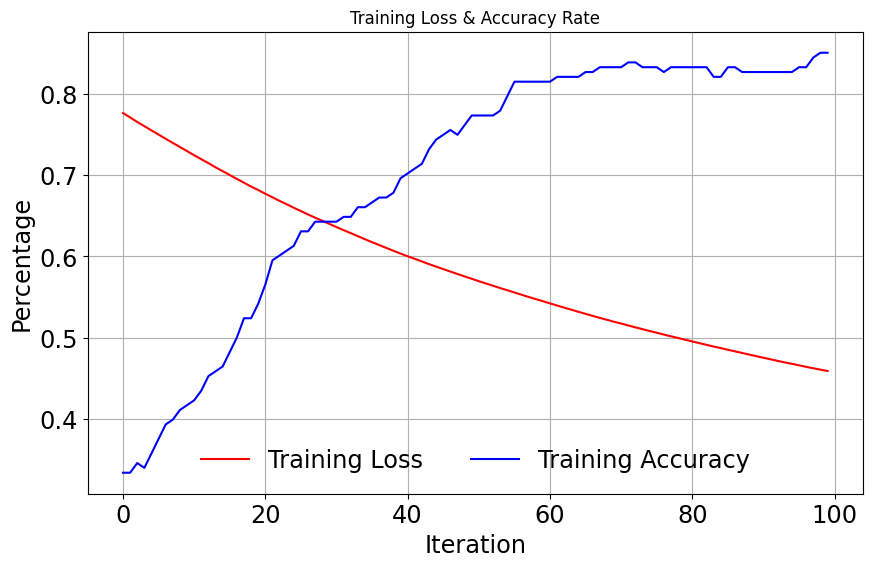 Training Loss & Accuracy Rate
0.8
0.7
0.6
0.5
0.4
Percentage
Training Loss
Training Accuracy
0 20 40 60 80 100
Iteration